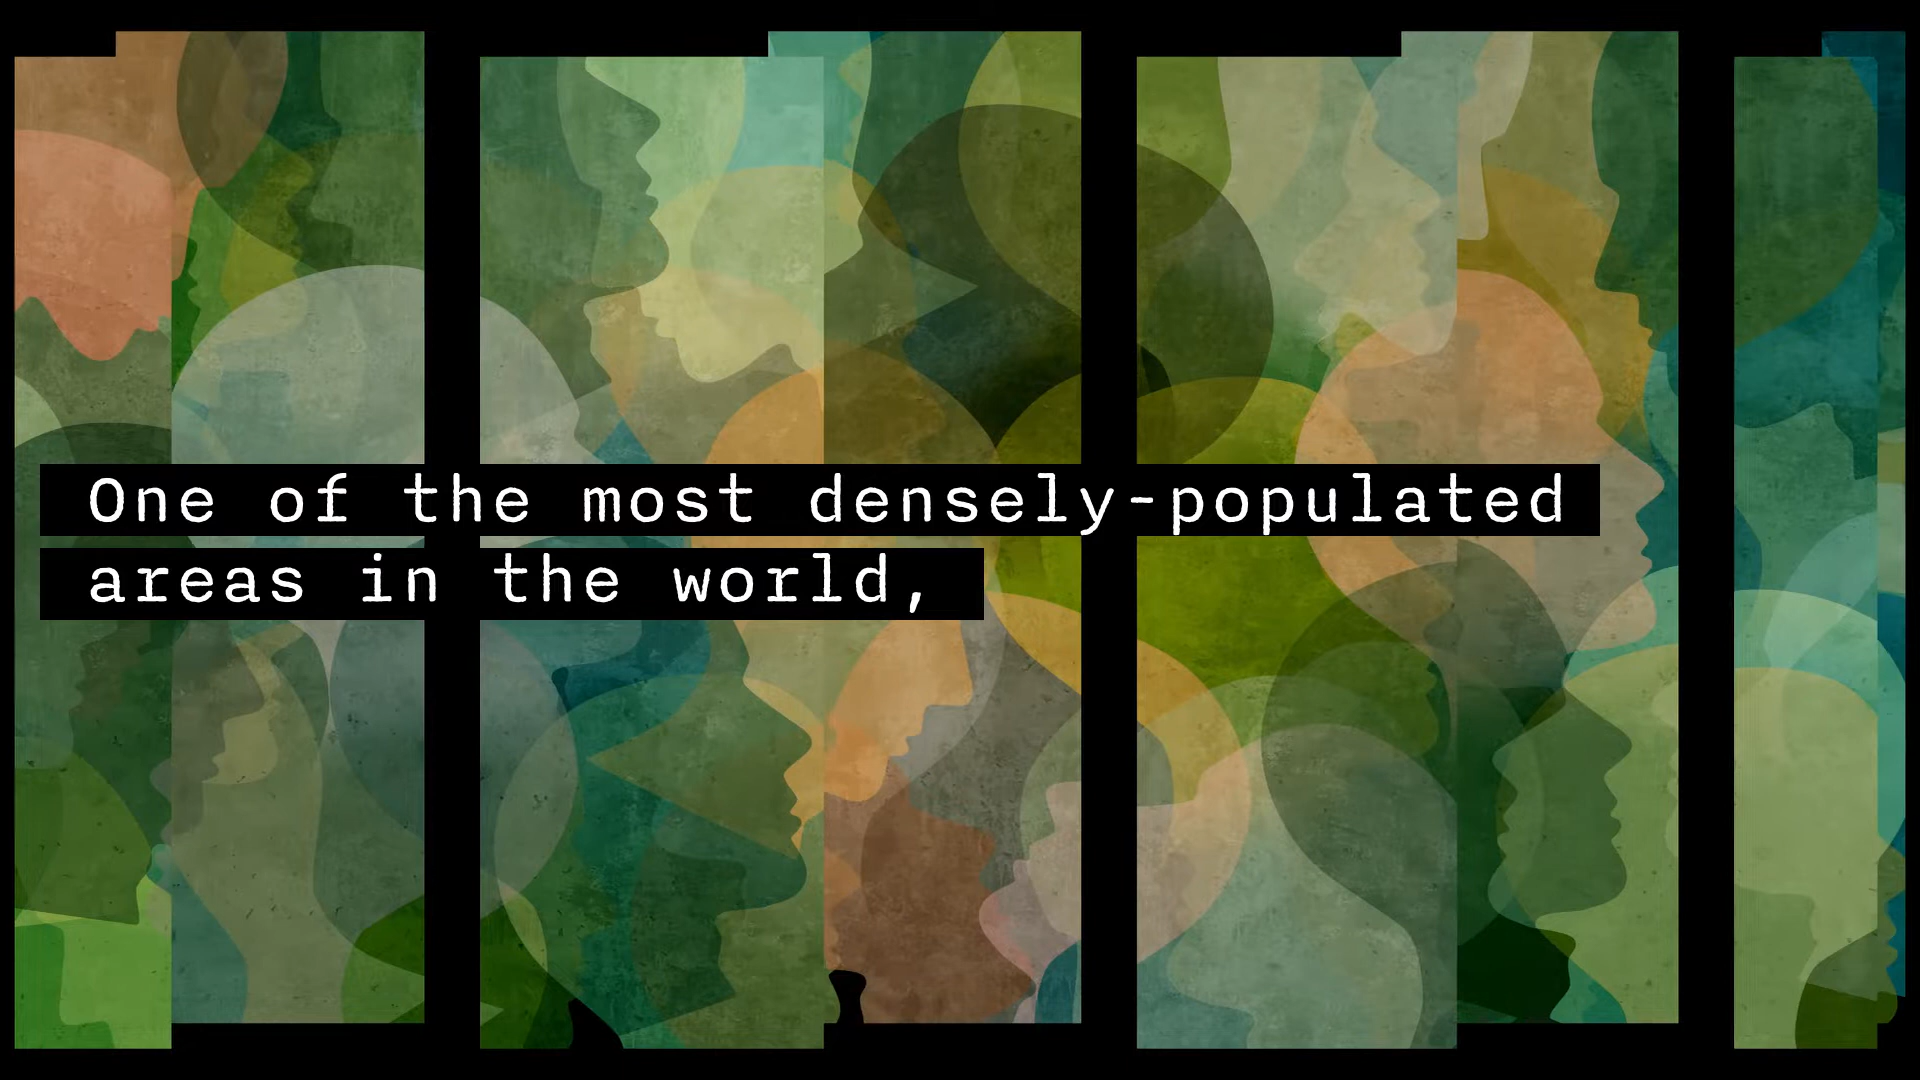 One of the most densely-populated
areas in the world,